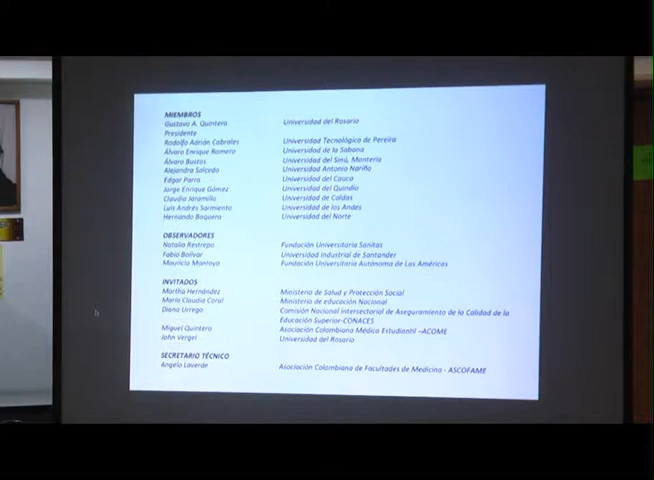 MIEMBROS
Gustavo A. Quintero Universidad del Rosario
Presidente
Rodolfo Adrián Cabrales Universidad Tecnológica de Pereira
Álvaro Enrique Romero Universidad de la Sabana
Álvaro Bustos Universidad del Sinú, Montería
Alejandra Salcedo Universidad Antonio Nariño
Edgar Parra Universidad del Cauca
Jorge Enrique Gómez Universidad del Quindío
Claudia Jaramillo Universidad de Caldas
Luis Andrés Sarmiento Universidad de los Andes
Hernando Baquero Universidad del Norte
OBSERVADORES
Natalia Restrepo Fundación Universitaria Sanitas
Fabio Bolívar Universidad Industrial de Santander
Mauricio Montoya Fundación Universitaria Autónoma de Las Américas
INVITADOS
Martha Hernández Ministerio de Salud y Protección Social
María Claudia Coral Ministerio de educación Nacional
Diana Urrego Comisión Nacional Intersectorial de Aseguramiento de la Calidad de la
Educación Superior-CONACES
Miguel Quintero Asociación Colombiana Médica Estudiantil –ACOME
John Vergel Universidad del Rosario
SECRETARIO TÉCNICO
Angela Laverde Asociación Colombiana de Facultades de Medicina - ASCOFAME